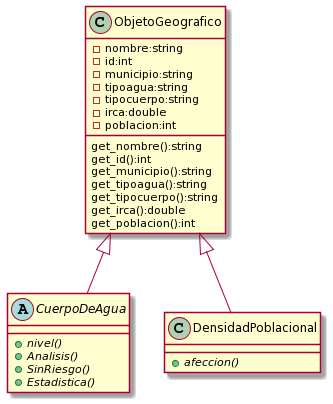 C ObjetoGeografico
nombre:string
id:int
municipio:string
tipoagua:string
tipocuerpo:string
irca:double
poblacion:int
get_nombre():string
get_id():int
get_municipio():string
get_tipoagua():string
get_tipocuerpo():string
get_irca():double
get_poblacion():int
A CuerpoDeAgua
nivel()
Analisis()
SinRiesgo()
Estadistica()
C DensidadPoblacional
afeccion()